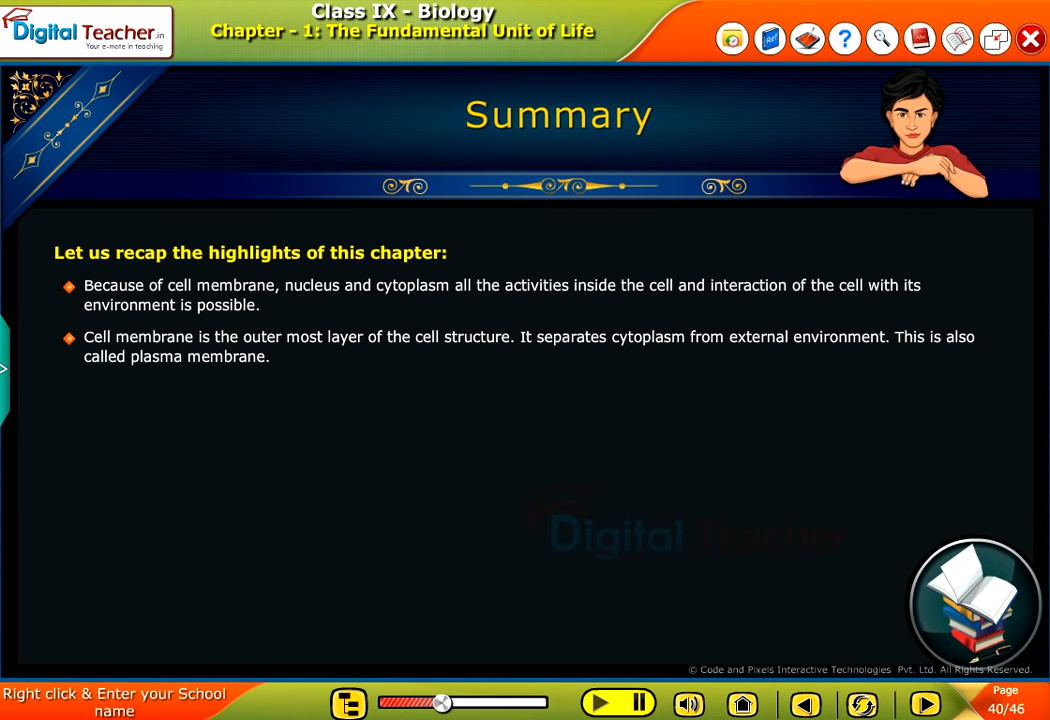 Digital Teacher.in
Your e-mate in teaching
Class IX - Biology
Chapter - 1: The Fundamental Unit of Life
Summary
Let us recap the highlights of this chapter:
Because of cell membrane, nucleus and cytoplasm all the activities inside the cell and interaction of the cell with its
environment is possible.
Cell membrane is the outer most layer of the cell structure. It separates cytoplasm from external environment. This is also
called plasma membrane.
Digital Teacher
© Code and Pixels Interactive Technologies Pvt. Ltd. All Rights Reserved.
Right click & Enter your School
name
Page
40/46